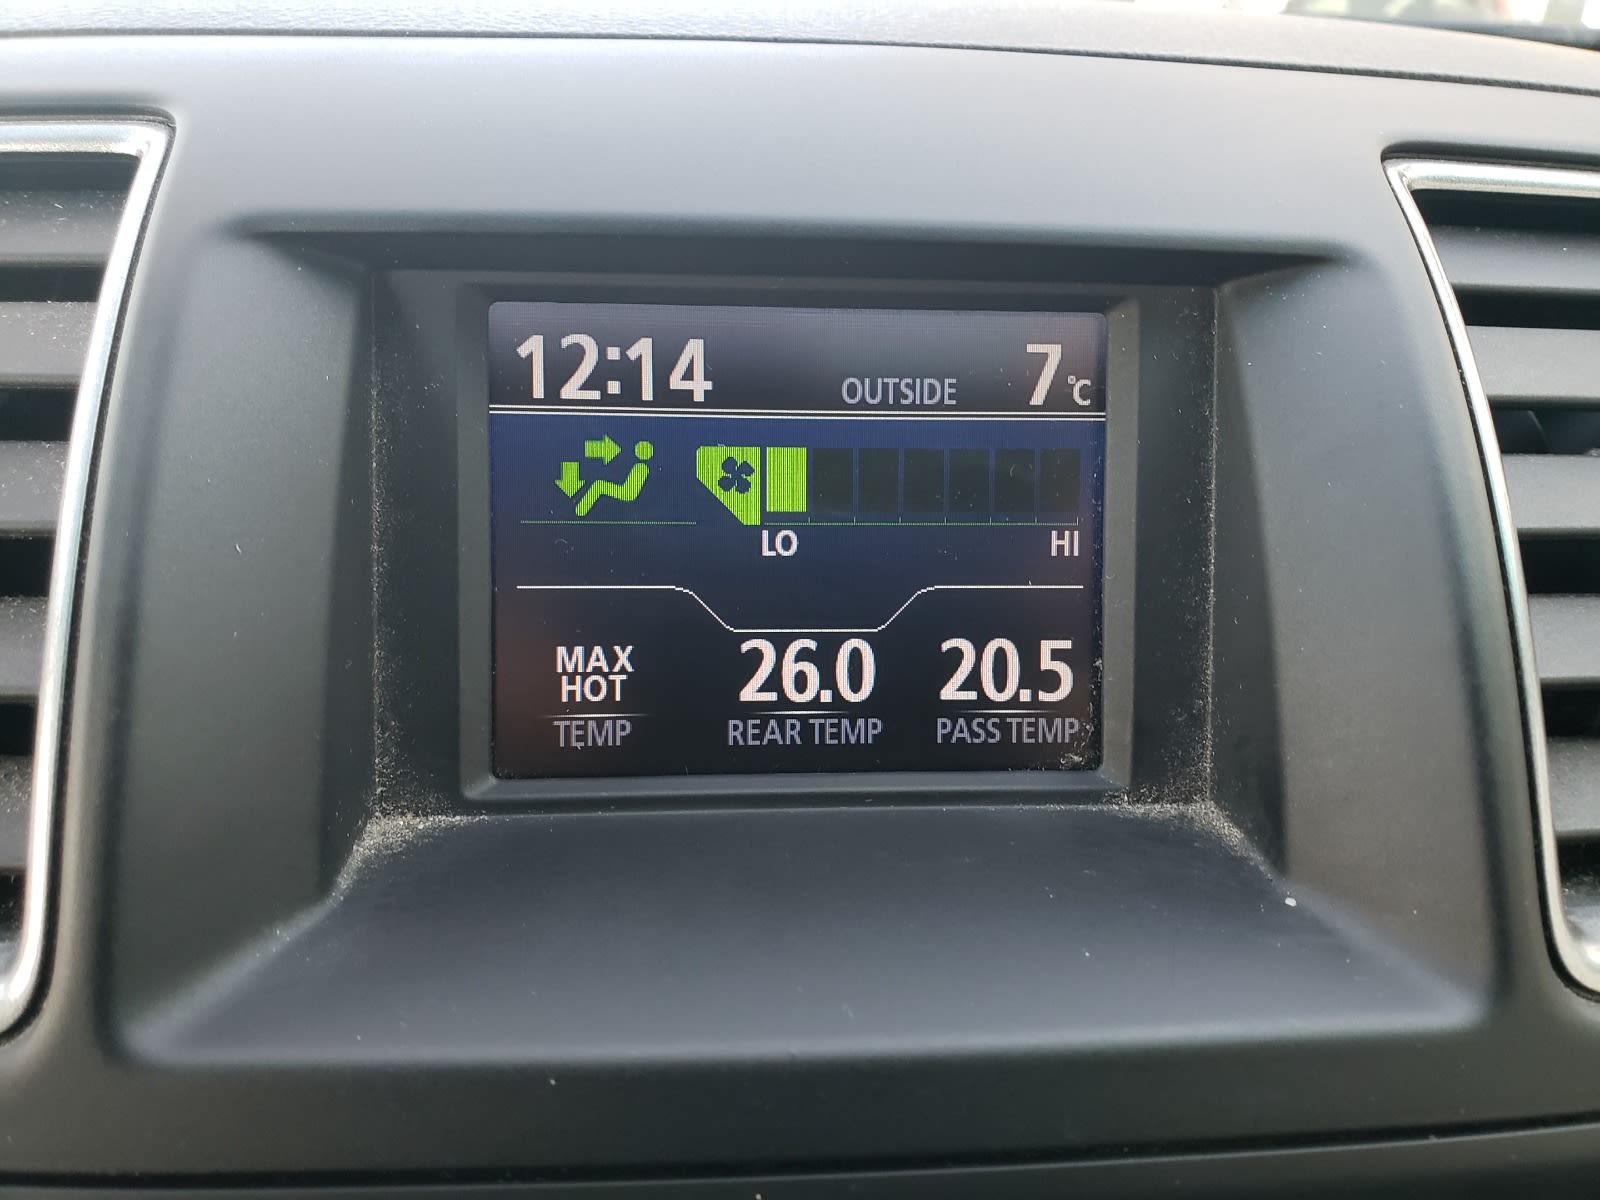 12:14 OUTSIDE 7°C
LO HI
MAX HOT 26.0 20.5
TEMP REAR TEMP PASS TEMP